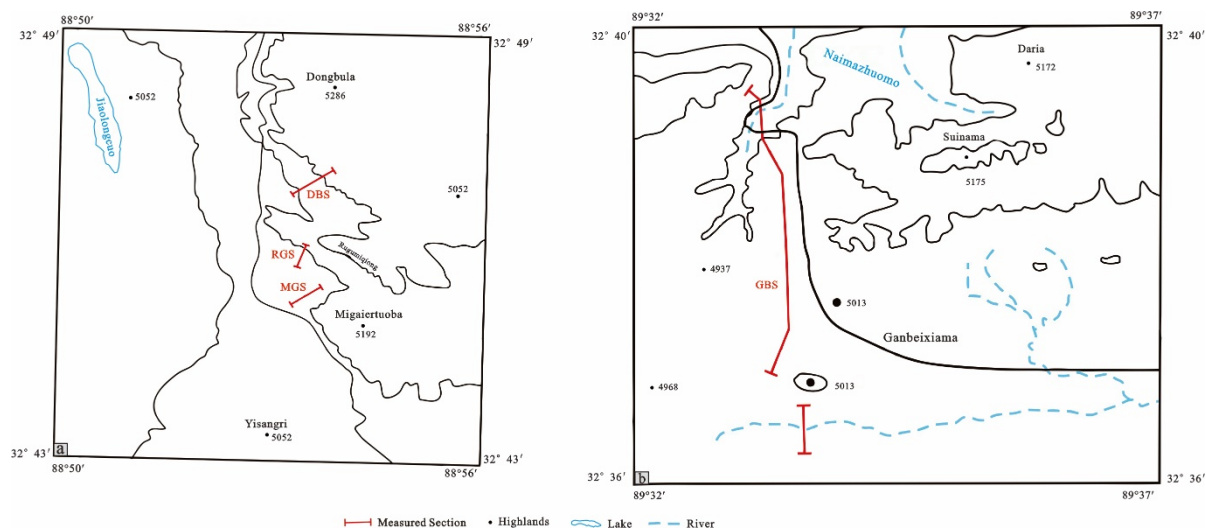 88° 50′
88° 56′
32° 49′
32° 49′
Jiaolongcuo
5052
Dongbula
5286
5052
DBS
RGS
Rugumiqiong
MGS
Migaiertuoba
5192
Yisangri
5052
a
32° 43′
32° 43′
88° 50′
88° 56′
89° 32′
89° 37′
32° 40′
32° 40′
Naimazhuomo
Daria
5172
Suinama
5175
4937
GBS
5013
Ganbeixiama
4968
5013
b
32° 36′
32° 36′
89° 32′
89° 37′
Measured Section
Highlands
Lake
River